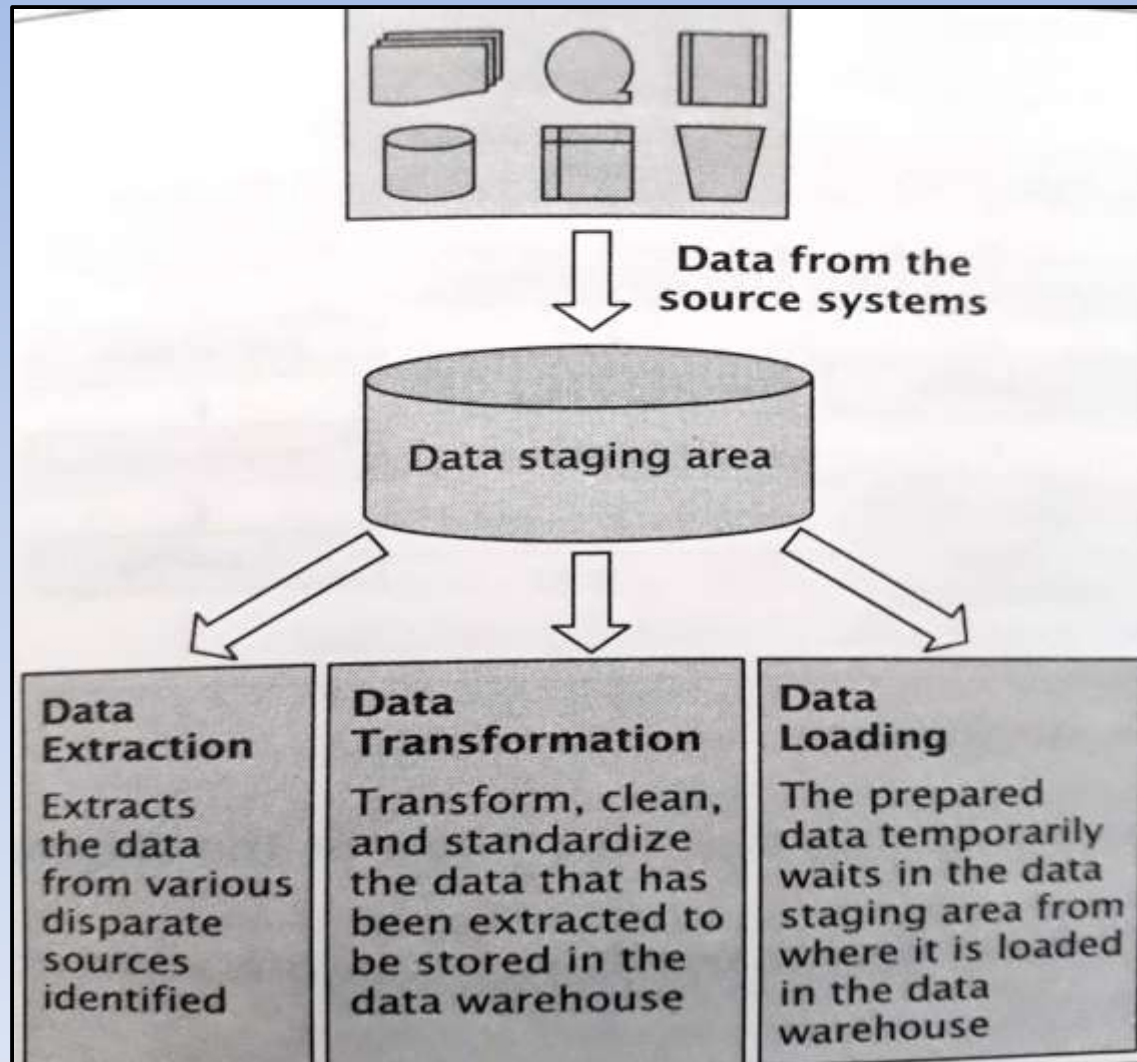 Data from the
source systems
Data staging area
Data
Extraction
Extracts
the data
from various
disparate
sources
identified
Data
Transformation
Transform, clean,
and standardize
the data that has
been extracted to
be stored in the
data warehouse
Data
Loading
The prepared
data temporarily
waits in the data
staging area from
where it is loaded
in the data
warehouse